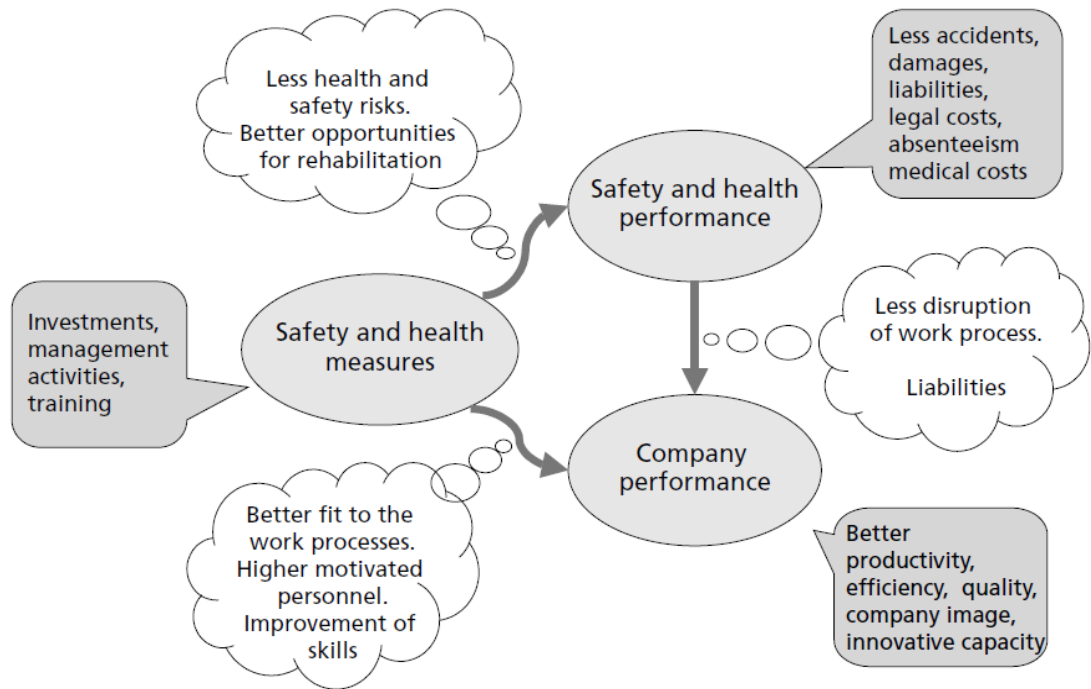 Less health and
safety risks.
Better opportunities
for rehabilitation
Less accidents,
damages,
liabilities,
legal costs,
absenteeism
medical costs
Safety and health
performance
Investments,
management
activities,
training
Safety and health
measures
Less disruption
of work process.
Liabilities
Company
performance
Better fit to the
work processes.
Higher motivated
personnel.
Improvement of
skills
Better
productivity,
efficiency, quality,
company image,
innovative capacity